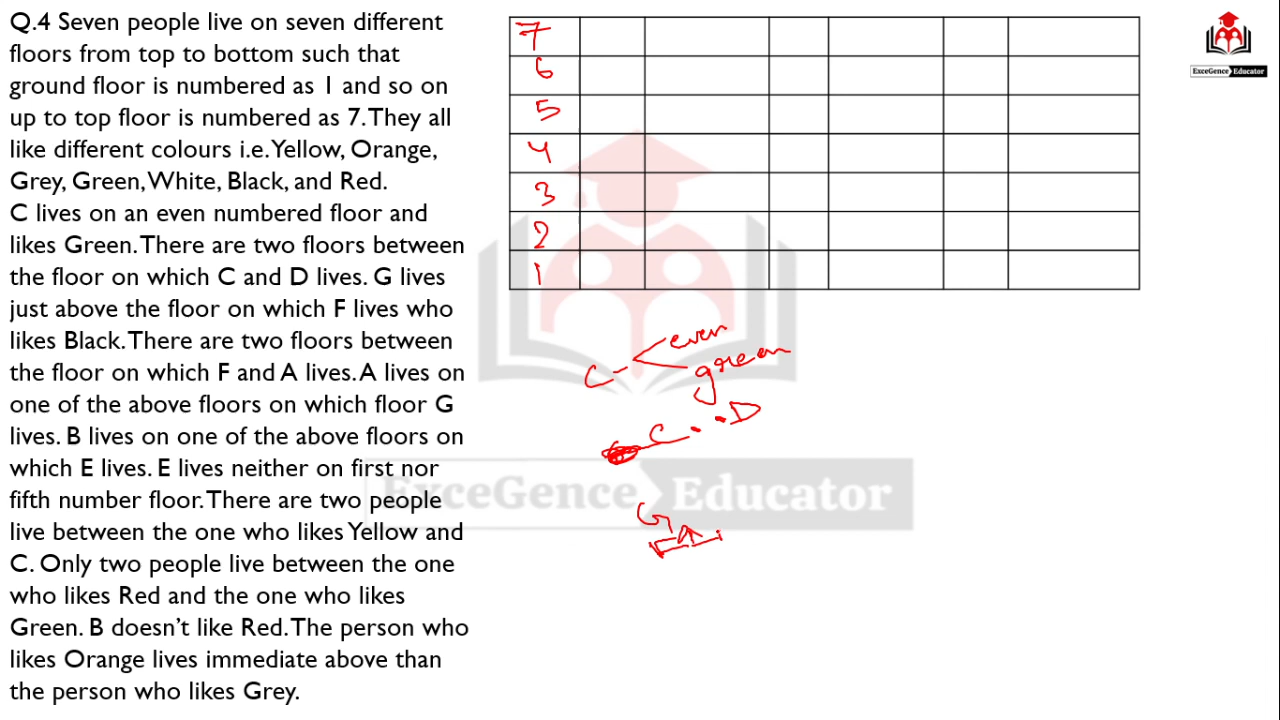 Q.4 Seven people live on seven different
floors from top to bottom such that
ground floor is numbered as 1 and so on
up to top floor is numbered as 7.They all
like different colours i.e.Yellow, Orange,
Grey, Green,White, Black, and Red.
C lives on an even numbered floor and
likes Green.There are two floors between
the floor on which C and D lives. G lives
just above the floor on which F lives who
likes Black.There are two floors between
the floor on which F and A lives.A lives on
one of the above floors on which floor G
lives. B lives on one of the above floors on
which E lives. E lives neither on first nor
fifth number floor.There are two people
live between the one who likes Yellow and
C. Only two people live between the one
who likes Red and the one who likes
Green. B doesn't like Red.The person who
likes Orange lives immediate above than
the person who likes Grey.
7
6
5
4
3
2
1
C - even
green
C . . D
G
ExceGence Educator
ExceGence Educator